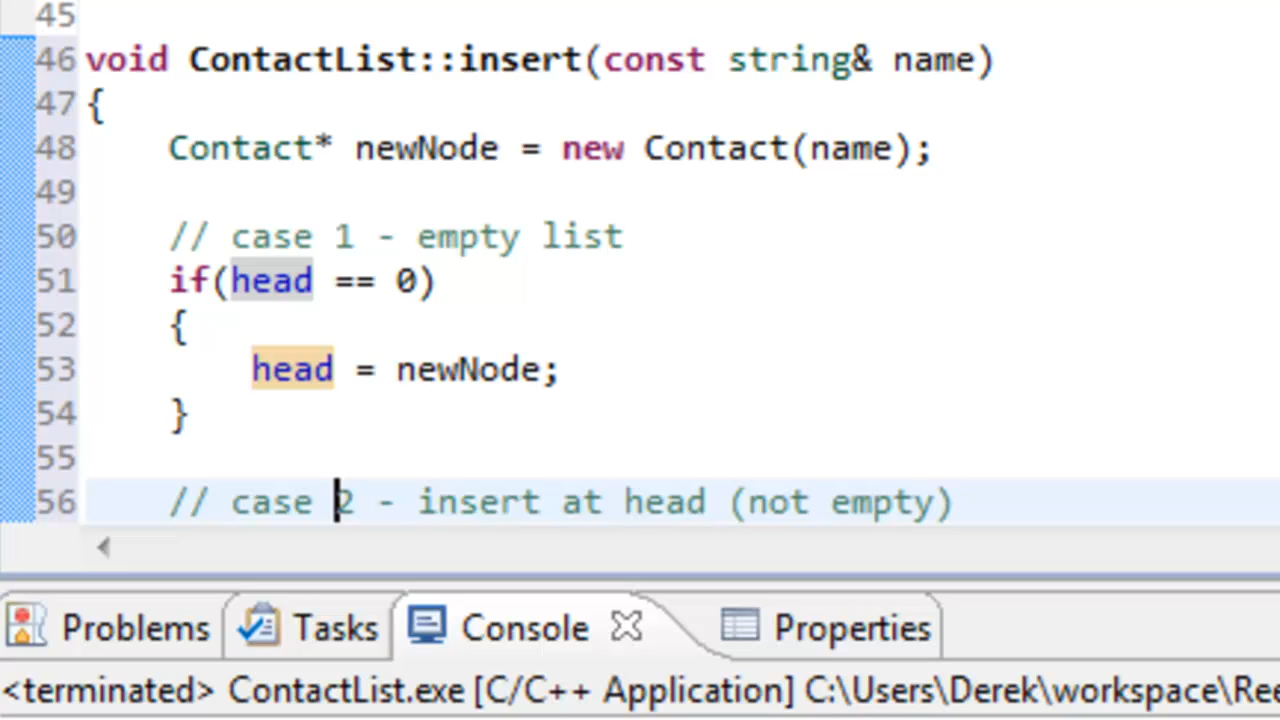 45
46 void ContactList::insert(const string& name)
47 {
48 Contact* newNode = new Contact(name);
49
50 // case 1 - empty list
51 if(head == 0)
52 {
53 head = newNode;
54 }
55
56 // case 2 - insert at head (not empty)
Problems Tasks Console Properties
<terminated> ContactList.exe [C/C++ Application] C:\Users\Derek\workspace\Ree